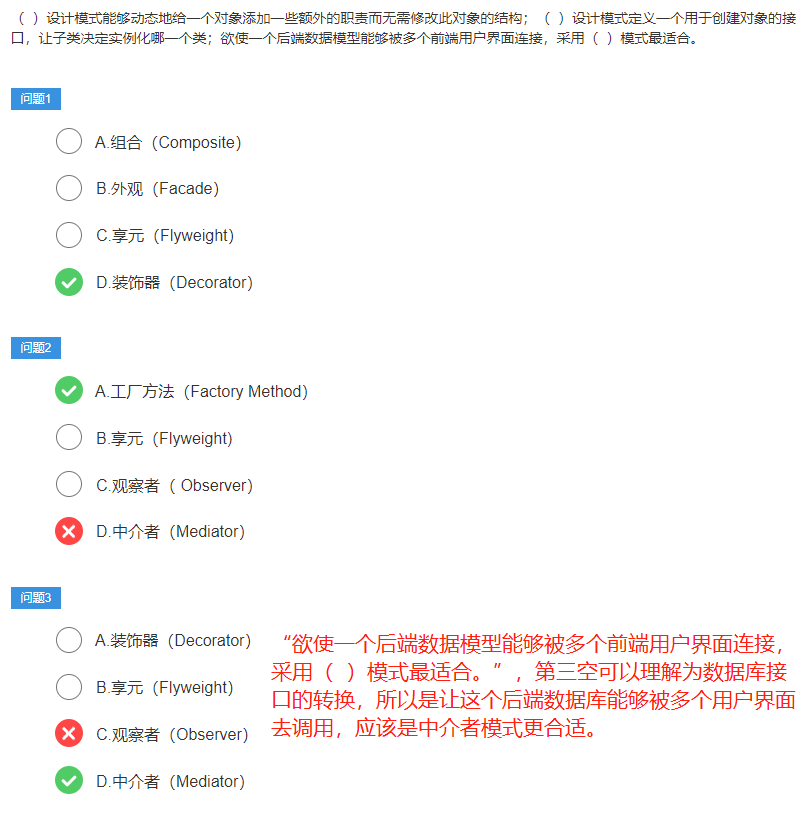 （ ）设计模式能够动态地给一个对象添加一些额外的职责而无需修改此对象的结构；（ ）设计模式定义一个用于创建对象的接
口，让子类决定实例化哪一个类；欲使一个后端数据模型能够被多个前端用户界面连接，采用（ ）模式最适合。
问题1
A.组合（Composite）
B.外观（Facade）
C.享元（Flyweight）
D.装饰器（Decorator）
问题2
A.工厂方法（Factory Method）
B.享元（Flyweight）
C.观察者（ Observer）
D.中介者（Mediator）
问题3
A.装饰器（Decorator）
B.享元（Flyweight）
C.观察者（Observer）
D.中介者（Mediator）
“欲使一个后端数据模型能够被多个前端用户界面连接，
采用（ ）模式最适合。”，第三空可以理解为数据库接
口的转换，所以是让这个后端数据库能够被多个用户界面
去调用，应该是中介者模式更合适。